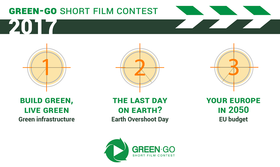 GREEN-GO SHORT FILM CONTEST
2017
1
BUILD GREEN,
LIVE GREEN
Green infrastructure
2
THE LAST DAY
ON EARTH?
Earth Overshoot Day
3
YOUR EUROPE
IN 2050
EU budget
GREEN-GO
SHORT FILM CONTEST